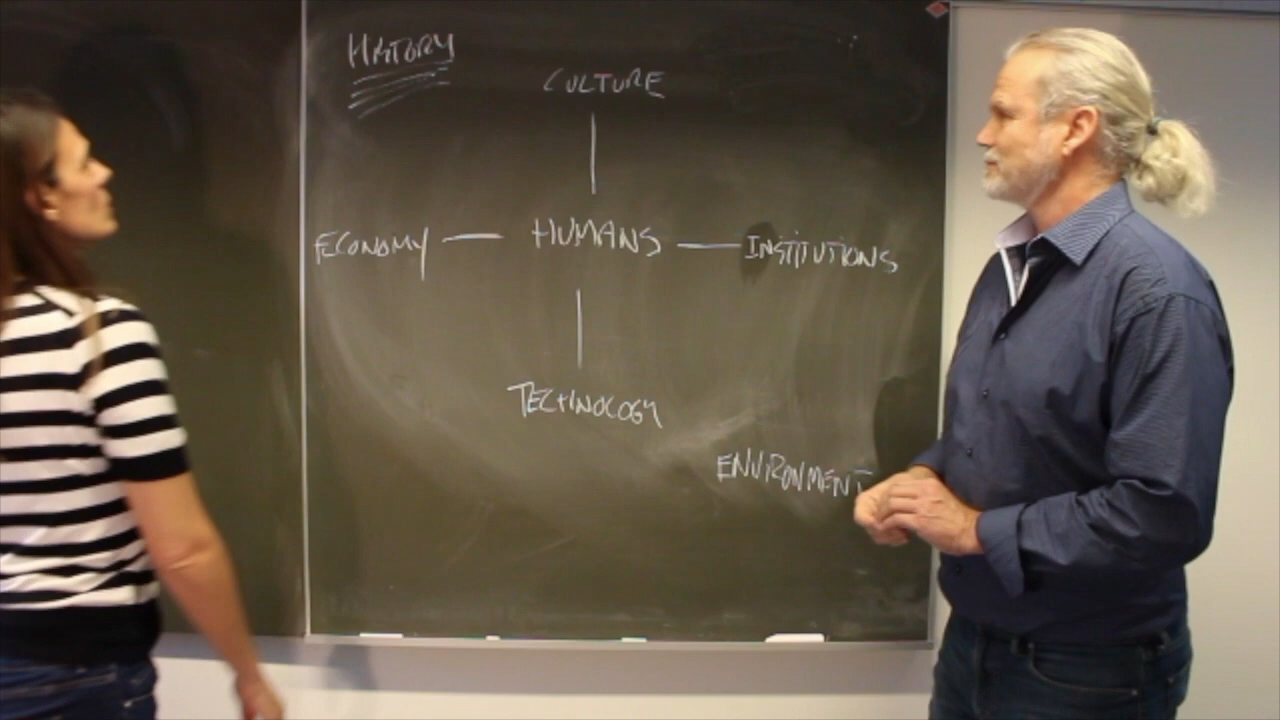 HISTORY
CULTURE
ECONOMY — HUMANS — INSTITUTIONS
TECHNOLOGY
ENVIRONMENT